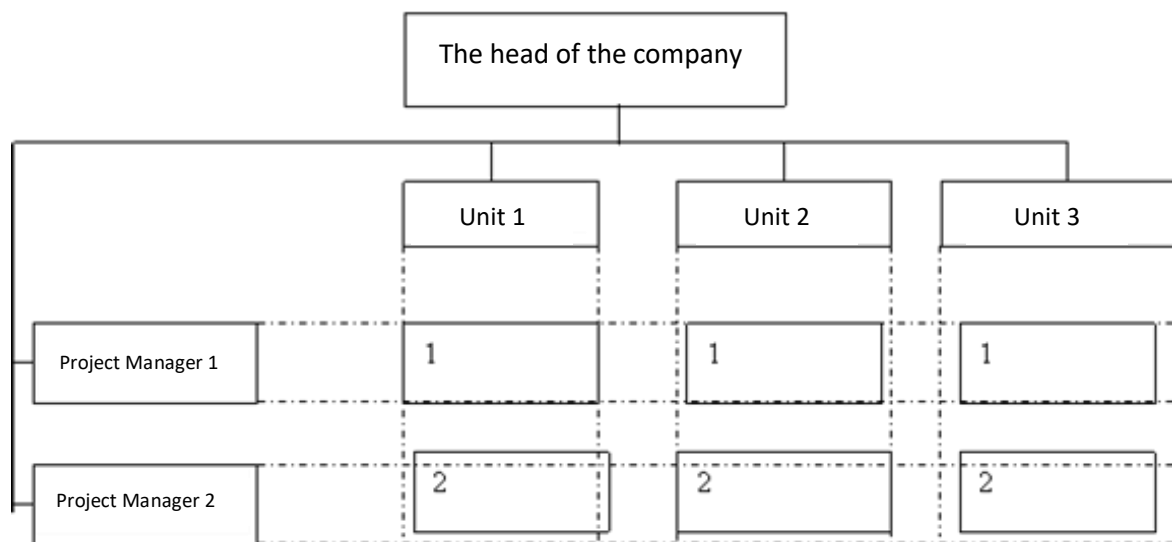 The head of the company
Unit 1 Unit 2 Unit 3
Project Manager 1 1 1 1
Project Manager 2 2 2 2